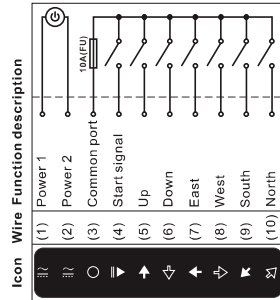 Icon Wire Function description
(1) Power 1
(2) Power 2
(3) Common port
(4) Start signal
(5) Up
(6) Down
(7) East
(8) West
(9) South
(10) North
10A(FU)